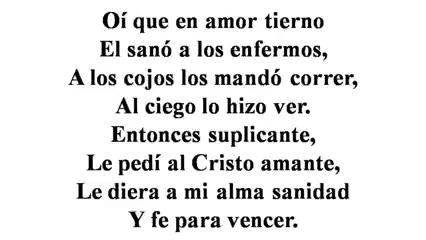 Oí que en amor tierno
El sanó a los enfermos,
A los cojos los mandó correr,
Al ciego lo hizo ver.
Entonces suplicante,
Le pedí al Cristo amante,
Le diera a mi alma sanidad
Y fe para vencer.